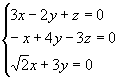 3x − 2y + z = 0
− x + 4y − 3z = 0
√2x + 3y = 0